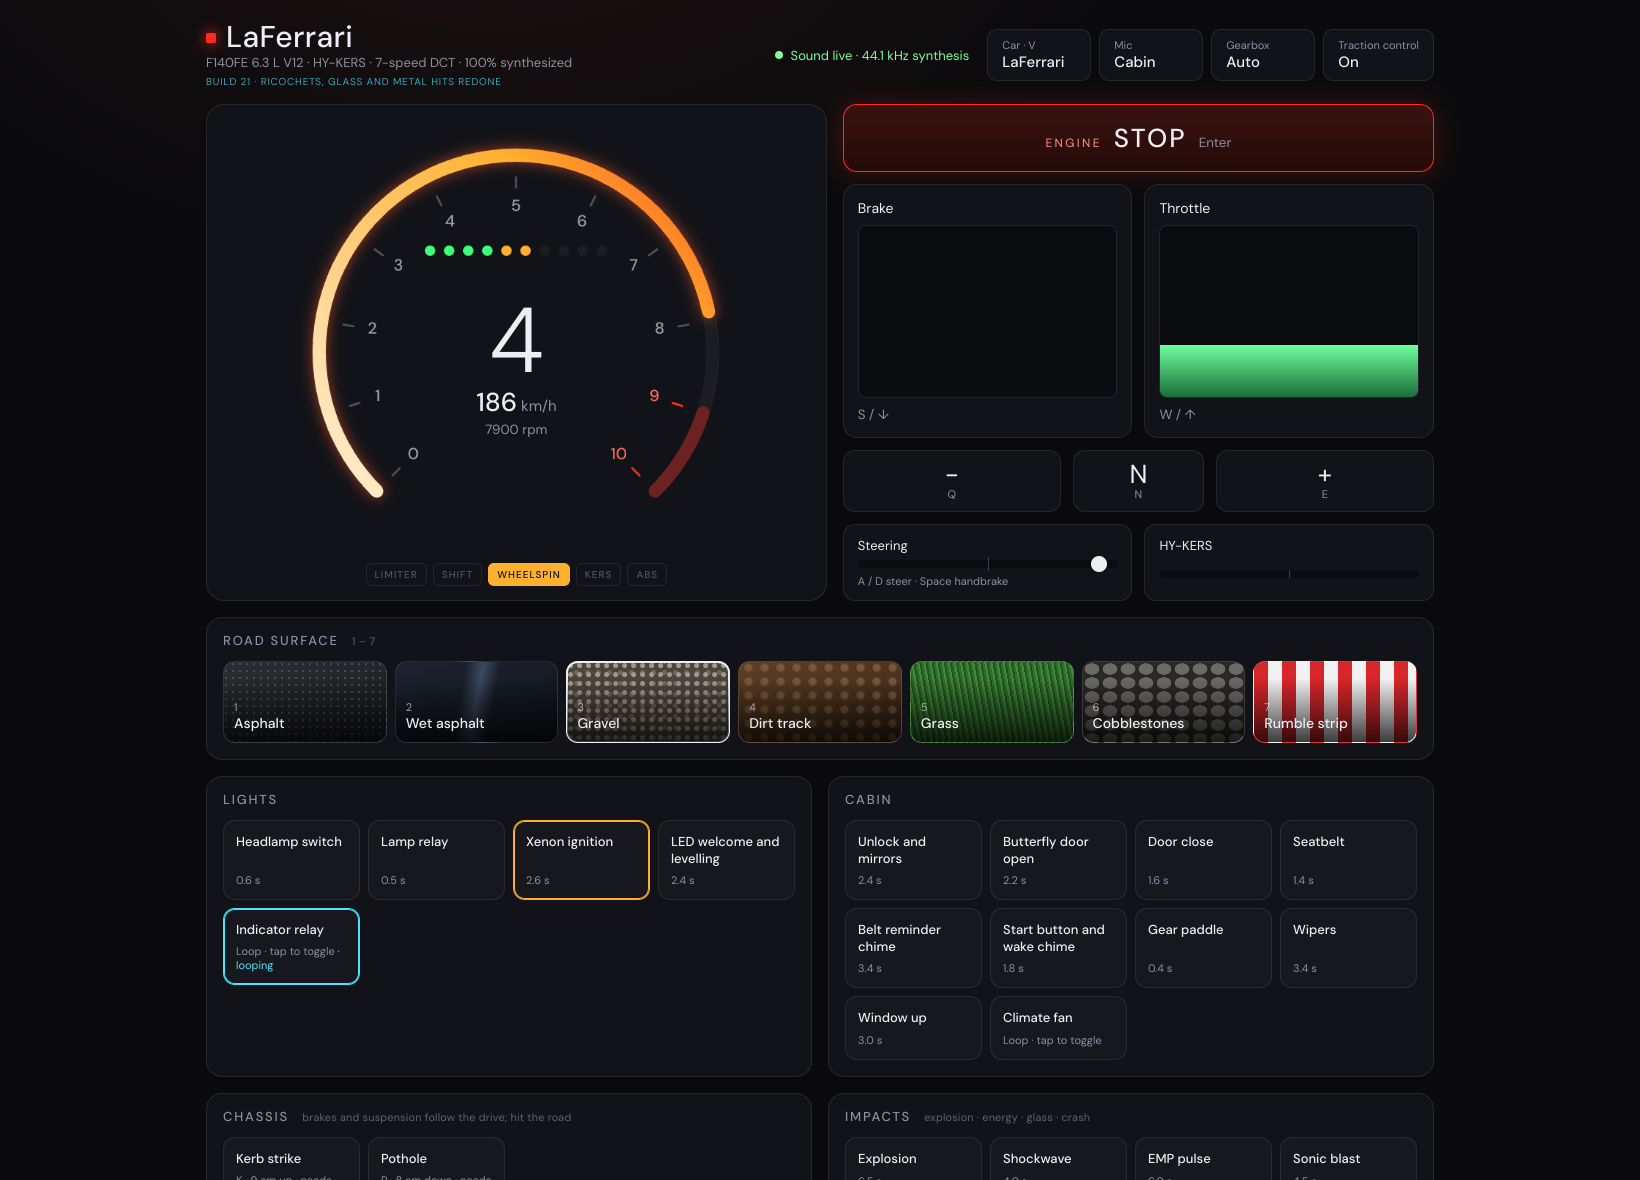 LaFerrari
F140FE 6.3 L V12 · HY-KERS · 7-speed DCT · 100% synthesized
BUILD 21 · RICOCHETS, GLASS AND METAL HITS REDONE
Sound live · 44.1 kHz synthesis
Car · V
LaFerrari
Mic
Cabin
Gearbox
Auto
Traction control
On
0
1
2
3
4
5
6
7
8
9
10
4
186 km/h
7900 rpm
LIMITER
SHIFT
WHEELSPIN
KERS
ABS
ENGINE STOP Enter
Brake
S / ↓
Throttle
W / ↑
−
Q
N
N
+
E
Steering
A / D steer · Space handbrake
HY-KERS
ROAD SURFACE 1 – 7
1
Asphalt
2
Wet asphalt
3
Gravel
4
Dirt track
5
Grass
6
Cobblestones
7
Rumble strip
LIGHTS
Headlamp switch
0.6 s
Lamp relay
0.5 s
Xenon ignition
2.6 s
LED welcome and
levelling
2.4 s
Indicator relay
Loop · tap to toggle ·
looping
CABIN
Unlock and
mirrors
2.4 s
Butterfly door
open
2.2 s
Door close
1.6 s
Seatbelt
1.4 s
Belt reminder
chime
3.4 s
Start button and
wake chime
1.8 s
Gear paddle
0.4 s
Wipers
3.4 s
Window up
3.0 s
Climate fan
Loop · tap to toggle
CHASSIS brakes and suspension follow the drive; hit the road
Kerb strike
Pothole
IMPACTS explosion · energy · glass · crash
Explosion
Shockwave
EMP pulse
Sonic blast